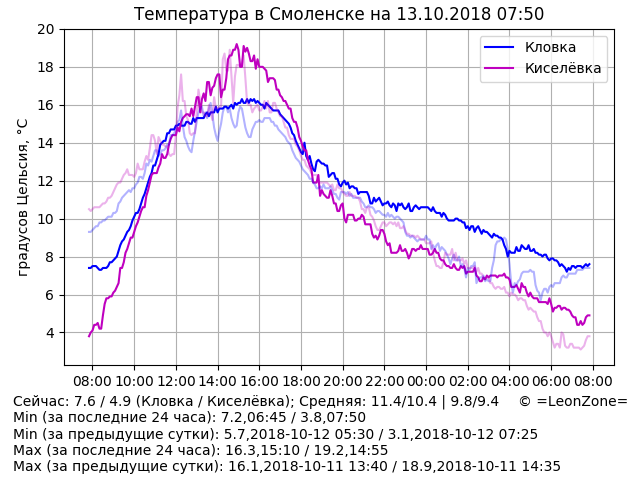 Температура в Смоленске на 13.10.2018 07:50
градусов Цельсия, °C
20
18
16
14
12
10
8
6
4
Кловка
Киселёвка
08:00 10:00 12:00 14:00 16:00 18:00 20:00 22:00 00:00 02:00 04:00 06:00 08:00
Сейчас: 7.6 / 4.9 (Кловка / Киселёвка); Средняя: 11.4/10.4 | 9.8/9.4 © =LeonZone=
Min (за последние 24 часа): 7.2,06:45 / 3.8,07:50
Min (за предыдущие сутки): 5.7,2018-10-12 05:30 / 3.1,2018-10-12 07:25
Max (за последние 24 часа): 16.3,15:10 / 19.2,14:55
Max (за предыдущие сутки): 16.1,2018-10-11 13:40 / 18.9,2018-10-11 14:35